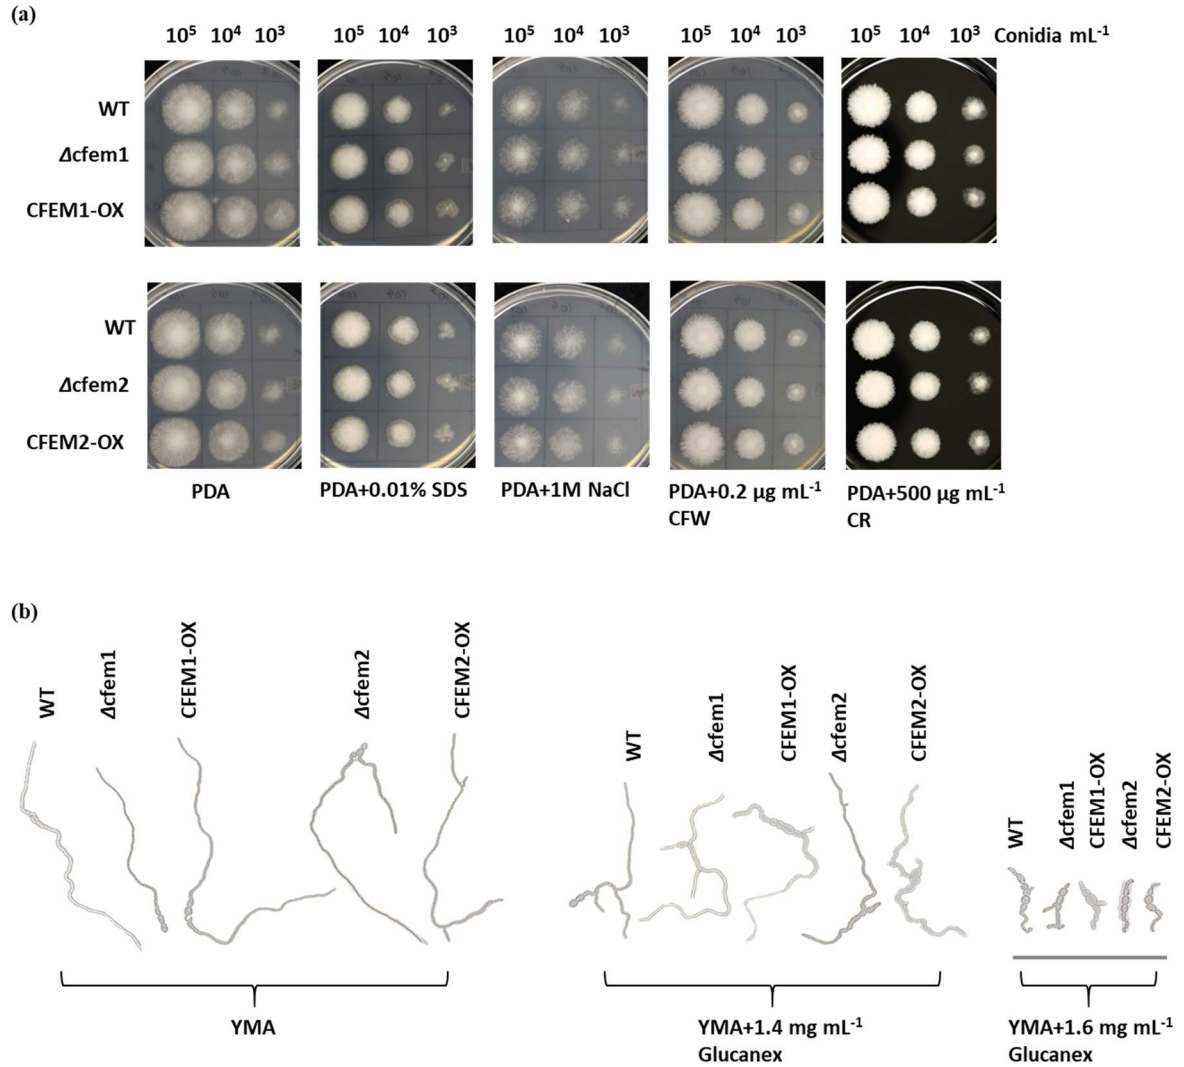 (a)
10⁵ 10⁴ 10³ 10⁵ 10⁴ 10³ 10⁵ 10⁴ 10³ 10⁵ 10⁴ 10³ 10⁵ 10⁴ 10³ Conidia mL⁻¹
WT
Δcfem1
CFEM1-OX
WT
Δcfem2
CFEM2-OX
PDA PDA+0.01% SDS PDA+1M NaCl PDA+0.2 µg mL⁻¹ PDA+500 µg mL⁻¹
CFW CR
(b)
WT Δcfem1 CFEM1-OX Δcfem2 CFEM2-OX
WT Δcfem1 CFEM1-OX Δcfem2 CFEM2-OX
WT Δcfem1 CFEM1-OX Δcfem2 CFEM2-OX
YMA YMA+1.4 mg mL⁻¹ YMA+1.6 mg mL⁻¹
Glucanex Glucanex